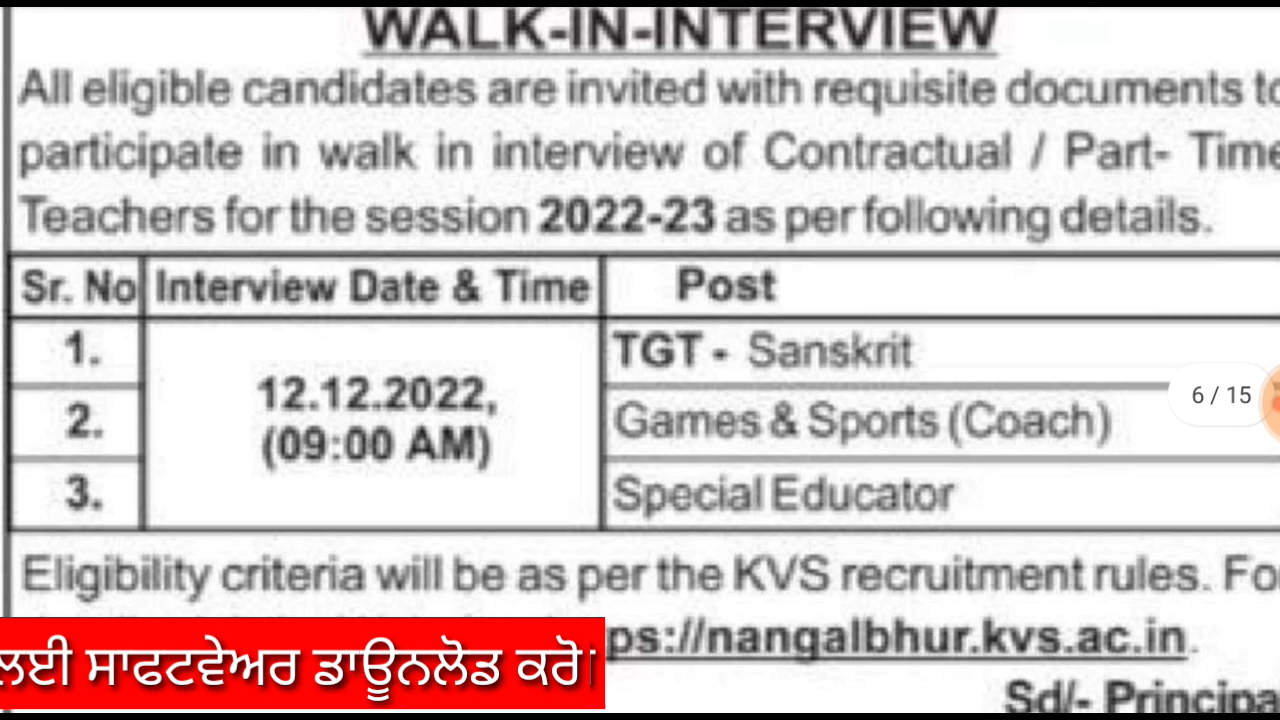 WALK-IN-INTERVIEW
All eligible candidates are invited with requisite documents to
participate in walk in interview of Contractual / Part- Time
Teachers for the session 2022-23 as per following details.
Sr. No Interview Date & Time Post
1. TGT - Sanskrit
12.12.2022,
2. Games & Sports (Coach)
(09:00 AM)
3. Special Educator
6 / 15
Eligibility criteria will be as per the KVS recruitment rules. For
ps://nangalbhur.kvs.ac.in.
ਲਈ ਸਾਫਟਵੇਅਰ ਡਾਊਨਲੋਡ ਕਰੋ
Sd/- Principa